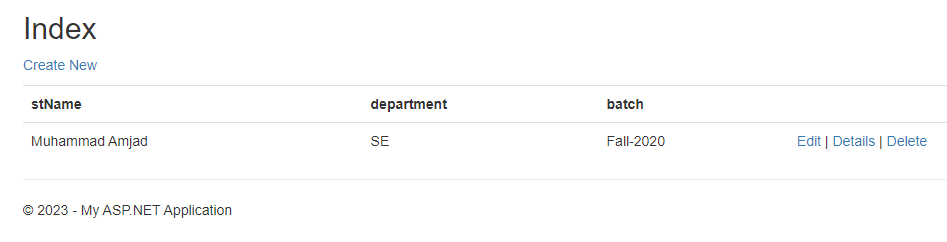 Index
Create New
stName department batch
Muhammad Amjad SE Fall-2020 Edit | Details | Delete
© 2023 - My ASP.NET Application